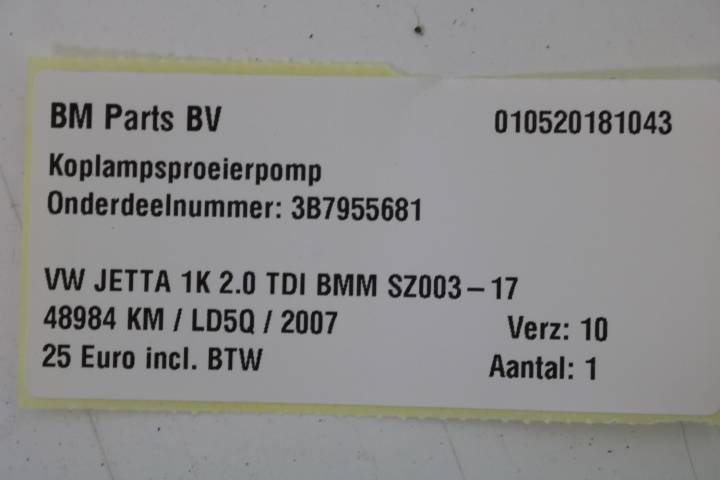 BM Parts BV 010520181043
Koplampsproeierpomp
Onderdeelnummer: 3B7955681
VW JETTA 1K 2.0 TDI BMM SZ003-17
48984 KM / LD5Q / 2007 Verz: 10
25 Euro incl. BTW Aantal: 1